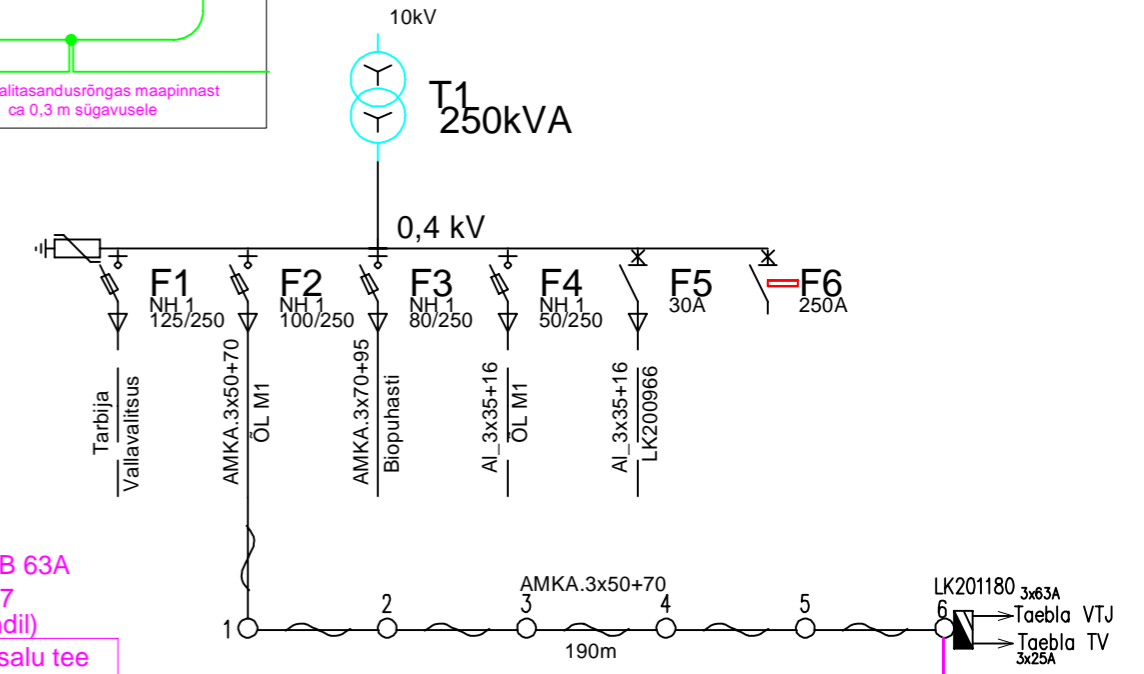 10kV
alitasandusrõngas maapinnast
ca 0,3 m sügavusele
T1
250kVA
0,4 kV
F1
NH 1
125/250
F2
NH 1
100/250
F3
NH 1
80/250
F4
NH 1
50/250
F5
30A
F6
250A
Tarbija
Vallavalitsus
AMKA.3x50+70
ÕL M1
AMKA.3x70+95
Biopuhasti
Al_3x35+16
ÕL M1
Al_3x35+16
LK200966
B 63A
7
dil)
salu tee
AMKA.3x50+70
1
2
3
4
5
6
190m
LK201180
3x63A
Taebla VTJ
Taebla TV
3x25A